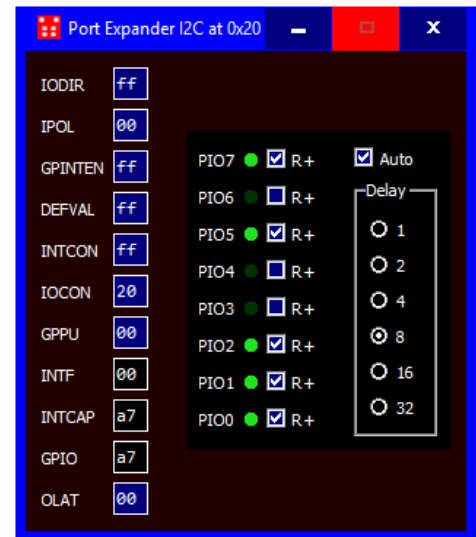 Port Expander I2C at 0x20
IODIR ff
IPOL 00
GPINTEN ff
DEFVAL ff
INTCON ff
IOCON 20
GPPU 00
INTF 00
INTCAP a7
GPIO a7
OLAT 00
PIO7 R+
PIO6 R+
PIO5 R+
PIO4 R+
PIO3 R+
PIO2 R+
PIO1 R+
PIO0 R+
Auto
Delay
1
2
4
8
16
32